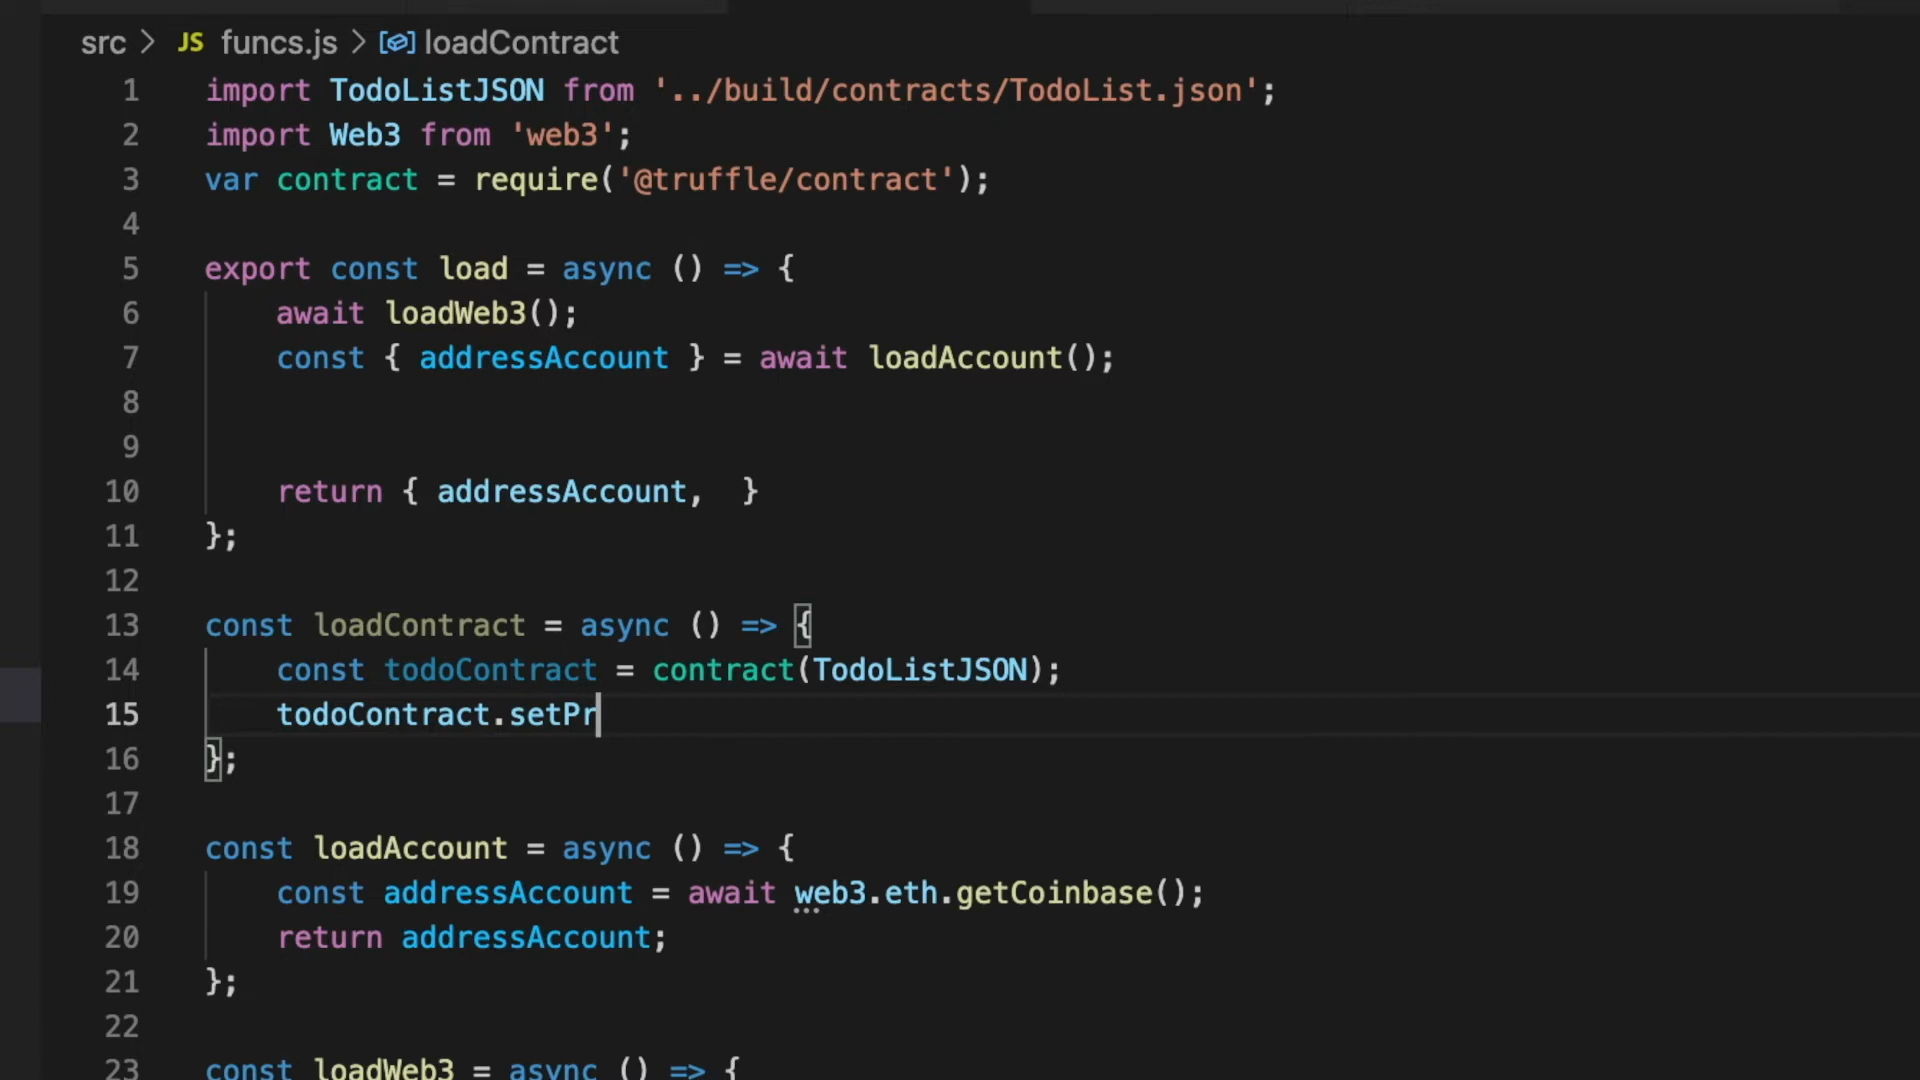 src > JS funcs.js > loadContract
1 import TodoListJSON from '../build/contracts/TodoList.json';
2 import Web3 from 'web3';
3 var contract = require('@truffle/contract');
4
5 export const load = async () => {
6 await loadWeb3();
7 const { addressAccount } = await loadAccount();
8
9
10 return { addressAccount,  }
11 };
12
13 const loadContract = async () => {
14 const todoContract = contract(TodoListJSON);
15 todoContract.setPr
16 };
17
18 const loadAccount = async () => {
19 const addressAccount = await web3.eth.getCoinbase();
20 return addressAccount;
21 };
22
23 const loadWeb3 = async () => {